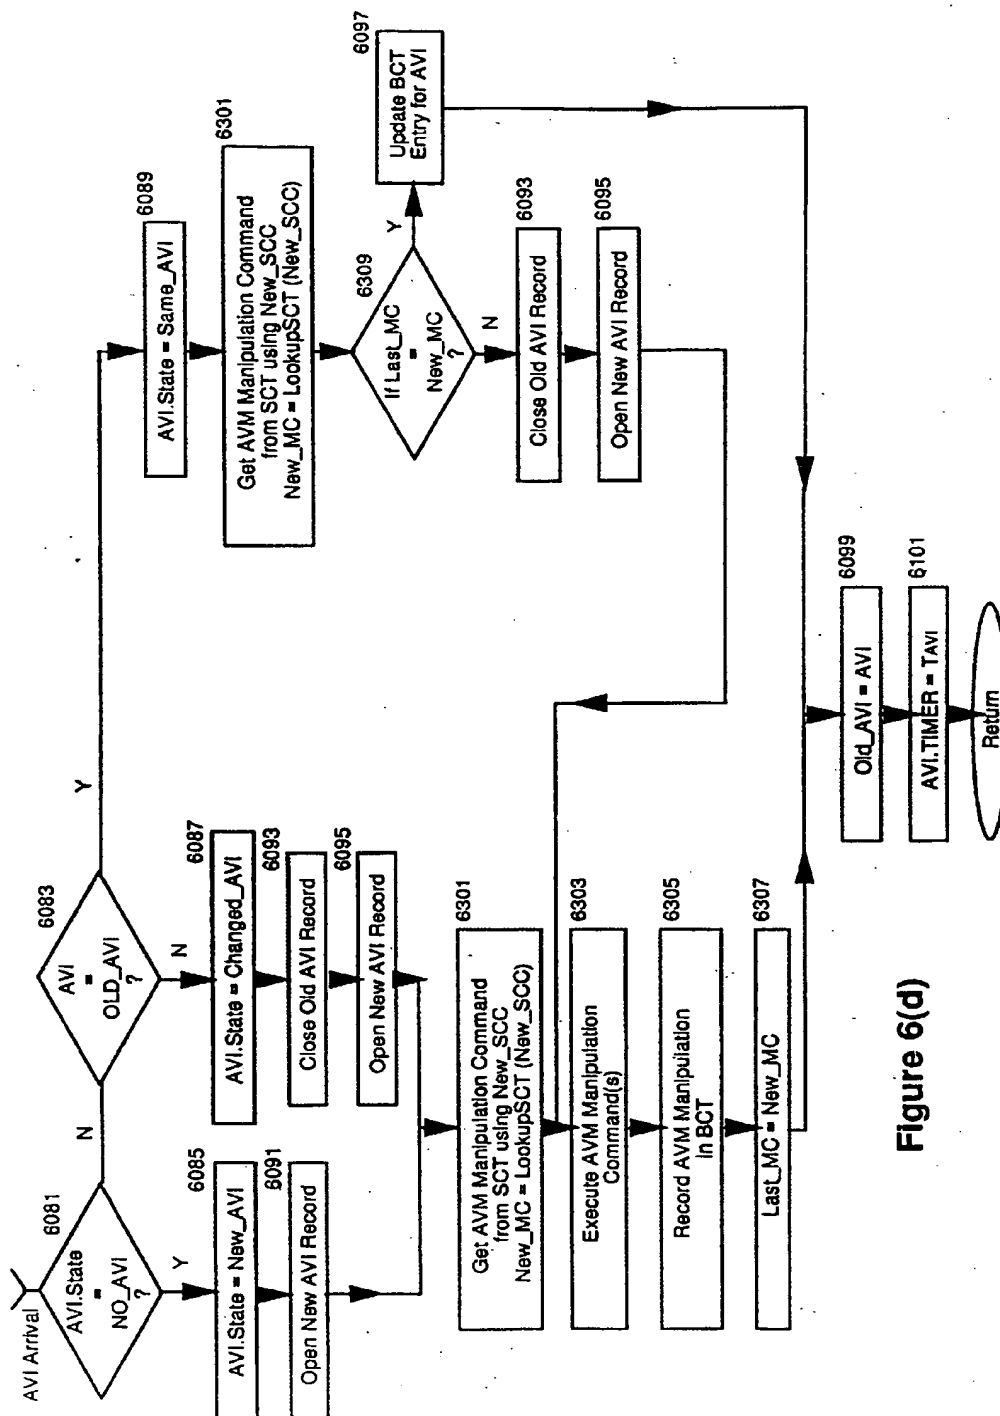 AVI Arrival
6081
AVI.State
=
NO_AVI
?
N
Y
6083
AVI
=
OLD_AVI
?
Y
N
6085
AVI.State = New_AVI
6091
Open New AVI Record
6087
AVI.State = Changed_AVI
6093
Close Old AVI Record
6095
Open New AVI Record
6089
AVI.State = Same_AVI
6301
Get AVM Manipulation Command
from SCT using New_SCC
New_MC = LookupSCT (New_SCC)
6309
If Last_MC
=
New_MC
?
Y
N
6097
Update BCT
Entry for AVI
6093
Close Old AVI Record
6095
Open New AVI Record
6301
Get AVM Manipulation Command
from SCT using New_SCC
New_MC = LookupSCT (New_SCC)
6303
Execute AVM Manipulation
Command(s)
6305
Record AVM Manipulation
In BCT
6307
Last_MC = New_MC
6099
Old_AVI = AVI
6101
AVI.TIMER = TAVI
Return
Figure 6(d)